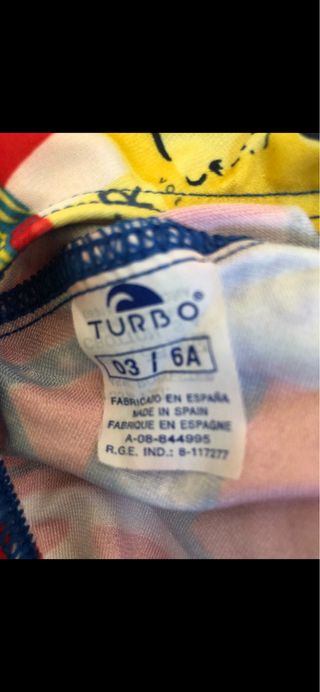 TURBO®
03 / 6A
FABRICADO EN ESPAÑA
MADE IN SPAIN
FABRIQUE EN ESPAGNE
A-08-844995
R.G.E. IND.: 8-117277